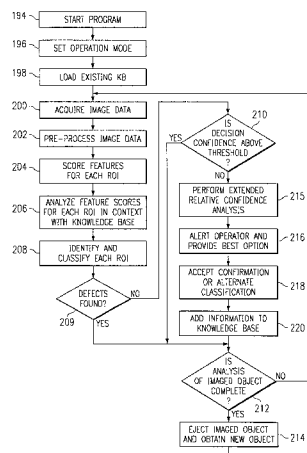 194
START PROGRAM
196
SET OPERATION MODE
198
LOAD EXISTING KB
200
ACQUIRE IMAGE DATA
202
PRE-PROCESS IMAGE DATA
204
SCORE FEATURES
FOR EACH ROI
206
ANALYZE FEATURE SCORES
FOR EACH ROI IN CONTEXT
WITH KNOWLEDGE BASE
208
IDENTIFY AND
CLASSIFY EACH ROI
DEFECTS
FOUND?
NO
209
YES
210
IS
DECISION
CONFIDENCE ABOVE
THRESHOLD
?
YES
NO
PERFORM EXTENDED
RELATIVE CONFIDENCE
ANALYSIS
215
ALERT OPERATOR AND
PROVIDE BEST OPTION
216
ACCEPT CONFIRMATION
OR ALTERNATE
CLASSIFICATION
218
ADD INFORMATION TO
KNOWLEDGE BASE
220
IS
ANALYSIS
OF IMAGED OBJECT
COMPLETE
?
NO
212
YES
EJECT IMAGED OBJECT
AND OBTAIN NEW OBJECT
214